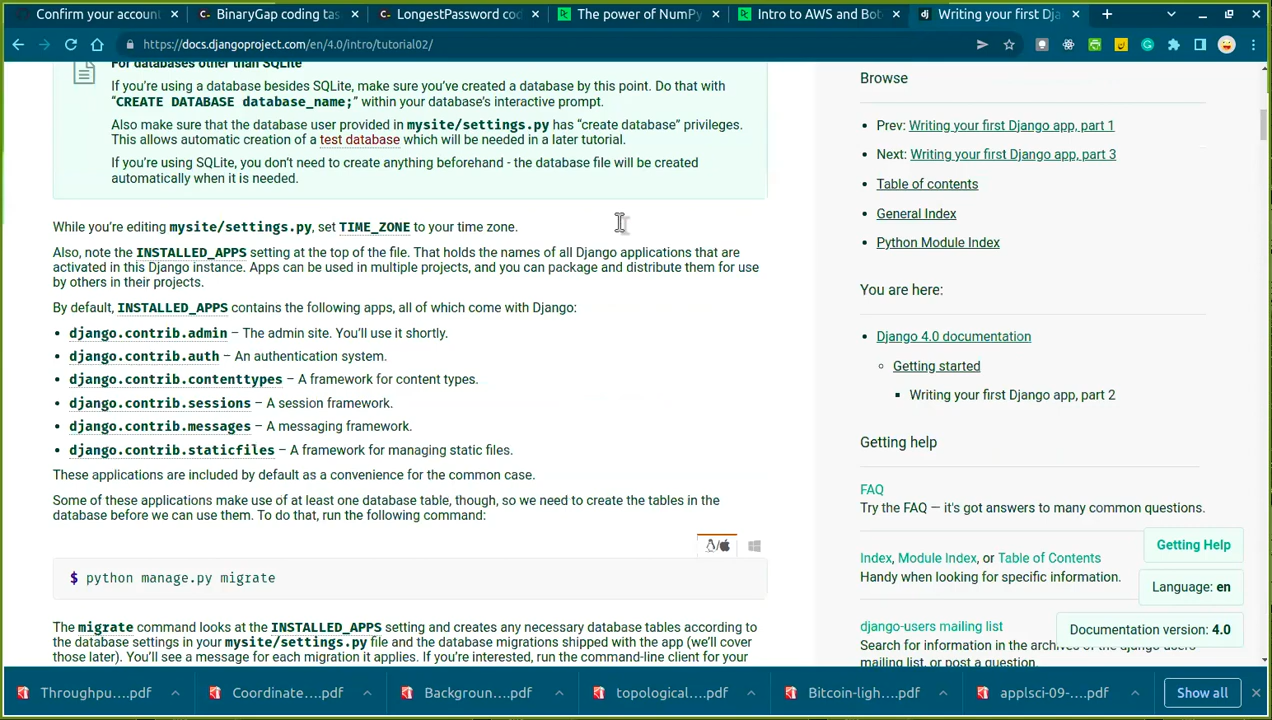 Confirm your accoun
BinaryGap coding tas
LongestPassword cod
The power of NumPy
Intro to AWS and Bot
dj Writing your first Dja
https://docs.djangoproject.com/en/4.0/intro/tutorial02/
For databases other than SQLite
If you're using a database besides SQLite, make sure you've created a database by this point. Do that with
“CREATE DATABASE database_name;” within your database's interactive prompt.
Also make sure that the database user provided in mysite/settings.py has “create database” privileges.
This allows automatic creation of a test database which will be needed in a later tutorial.
If you're using SQLite, you don't need to create anything beforehand - the database file will be created
automatically when it is needed.
While you're editing mysite/settings.py, set TIME_ZONE to your time zone.
Also, note the INSTALLED_APPS setting at the top of the file. That holds the names of all Django applications that are
activated in this Django instance. Apps can be used in multiple projects, and you can package and distribute them for use
by others in their projects.
By default, INSTALLED_APPS contains the following apps, all of which come with Django:
• django.contrib.admin – The admin site. You'll use it shortly.
• django.contrib.auth – An authentication system.
• django.contrib.contenttypes – A framework for content types.
• django.contrib.sessions – A session framework.
• django.contrib.messages – A messaging framework.
• django.contrib.staticfiles – A framework for managing static files.
These applications are included by default as a convenience for the common case.
Some of these applications make use of at least one database table, though, so we need to create the tables in the
database before we can use them. To do that, run the following command:
$ python manage.py migrate
The migrate command looks at the INSTALLED_APPS setting and creates any necessary database tables according to
the database settings in your mysite/settings.py file and the database migrations shipped with the app (we'll cover
those later). You'll see a message for each migration it applies. If you're interested, run the command-line client for your
Browse
• Prev: Writing your first Django app, part 1
• Next: Writing your first Django app, part 3
• Table of contents
• General Index
• Python Module Index
You are here:
• Django 4.0 documentation
◦ Getting started
▪ Writing your first Django app, part 2
Getting help
FAQ
Try the FAQ — it's got answers to many common questions.
Index, Module Index, or Table of Contents
Handy when looking for specific information.
django-users mailing list
Search for information in the archives of the django-users
mailing list, or post a question.
Getting Help
Language: en
Documentation version: 4.0
Throughpu....pdf
Coordinate....pdf
Backgroun....pdf
topological....pdf
Bitcoin-ligh....pdf
applsci-09-....pdf
Show all